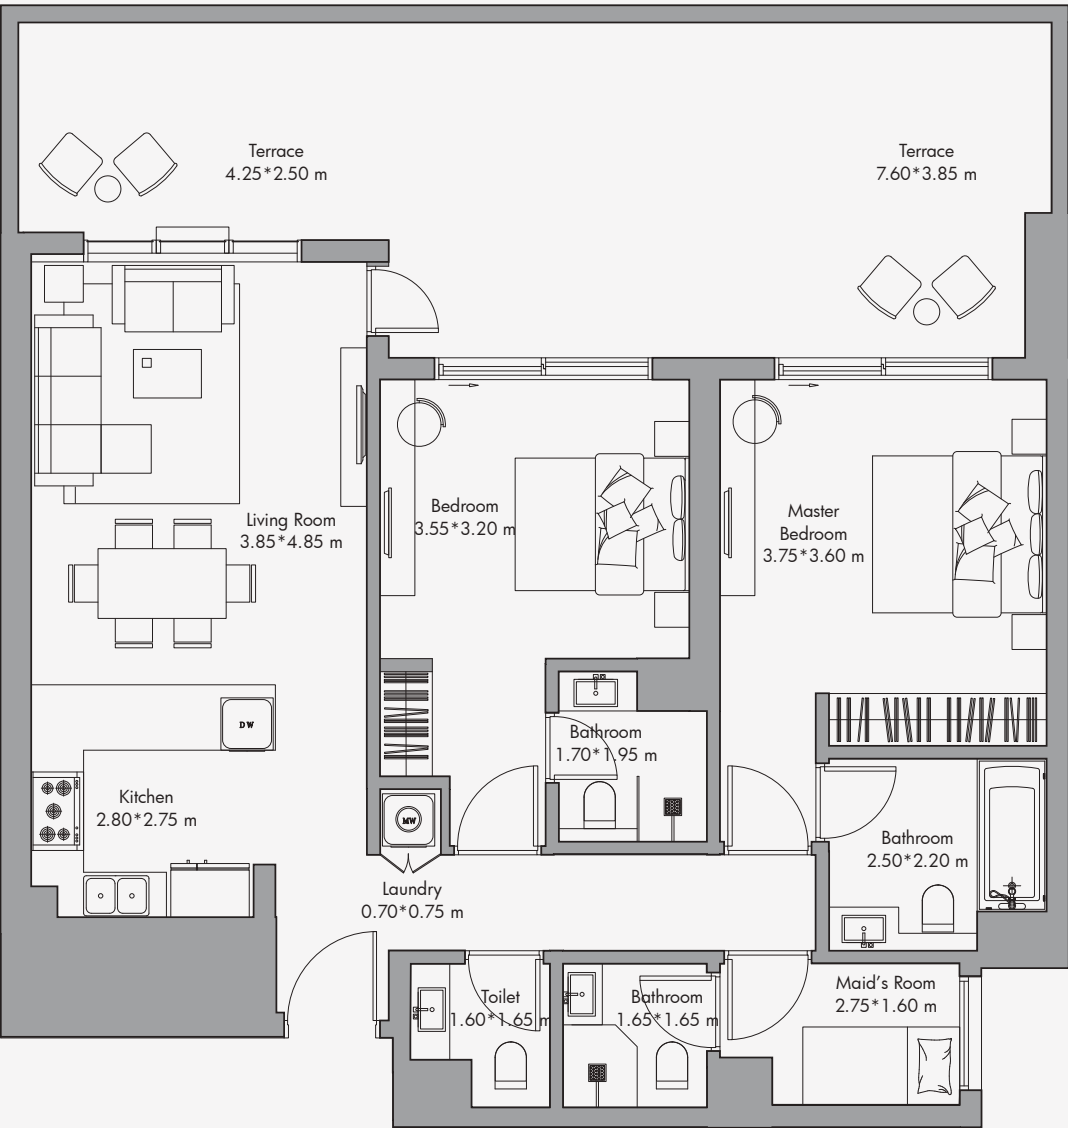 Terrace
4.25*2.50 m
Terrace
7.60*3.85 m
Living Room
3.85*4.85 m
Bedroom
3.55*3.20 m
Master
Bedroom
3.75*3.60 m
DW
Bathroom
1.70*1.95 m
Kitchen
2.80*2.75 m
MW
Bathroom
2.50*2.20 m
Laundry
0.70*0.75 m
Toilet
1.60*1.65 m
Bathroom
1.65*1.65 m
Maid's Room
2.75*1.60 m